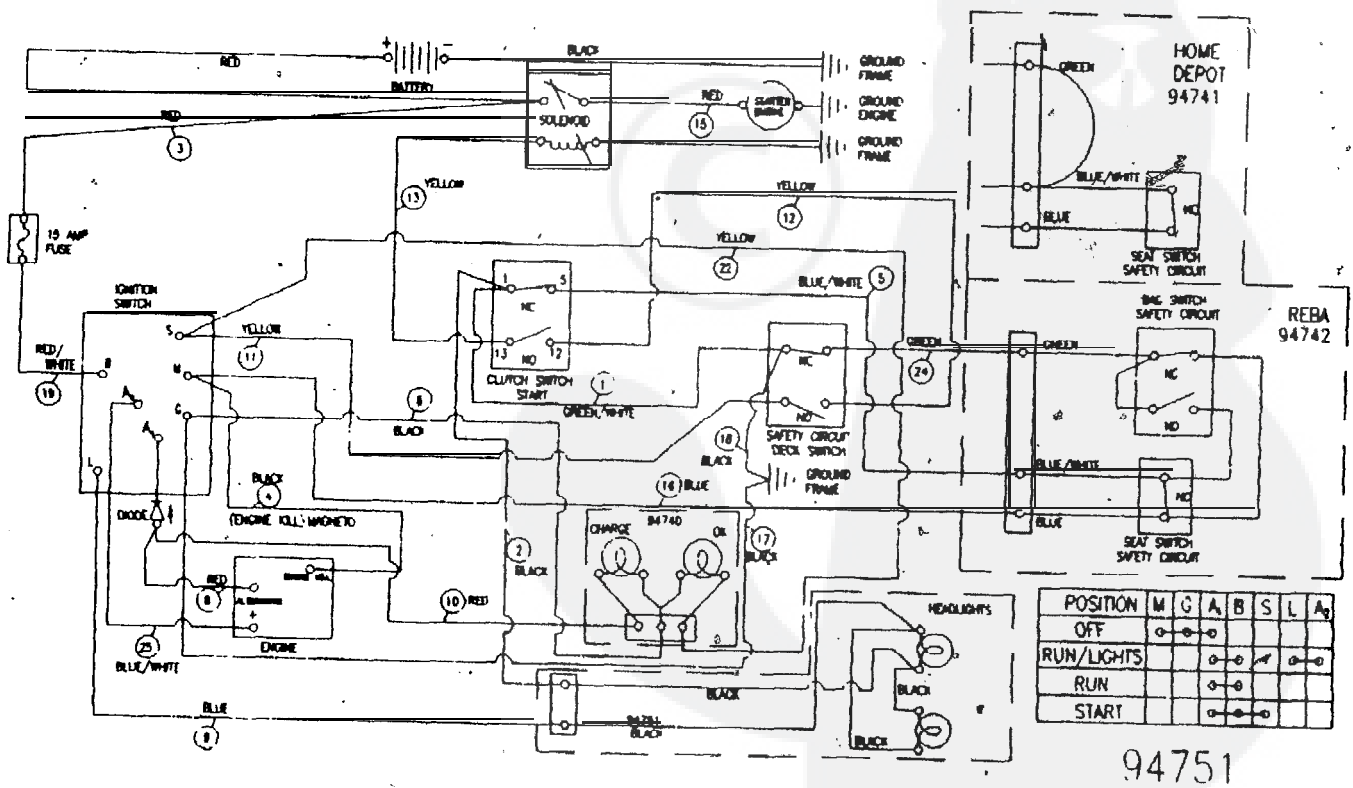 RED
+
-
BATTERY
BLACK
GROUND
FRAME
HOME
DEPOT
94741
GREEN
BLUE/WHITE
BLUE
NO
SEAT SWITCH
SAFETY CIRCUIT
RED
3
SOLENOID
RED
15
GROUND
ENGINE
GROUND
FRAME
15 AMP
FUSE
13
YELLOW
YELLOW
12
YELLOW
22
BLUE/WHITE
5
IGNITION
SWITCH
S
M
G
B
L
RED/
WHITE
19
YELLOW
11
1
5
NC
13
12
NO
CLUTCH SWITCH
START
1
GREEN/WHITE
6
BLACK
NC
NO
SAFETY CIRCUIT
DECK SWITCH
18
BLACK
GROUND
FRAME
GREEN
24
GREEN
BAG SWITCH
SAFETY CIRCUIT
REBA
94742
NC
NO
BLUE/WHITE
BLUE
NO
SEAT SWITCH
SAFETY CIRCUIT
DIODE
BLACK
4
(ENGINE KILL) MAGNETO
16
BLUE
94740
CHARGE
OK
17
BLACK
2
BLACK
RED
8
+
ENGINE
25
BLUE/WHITE
10
RED
BLUE
9
BLACK
BLACK
HEADLIGHTS
BLACK
BLACK
POSITION M G A₁ B S L A₂
OFF
RUN/LIGHTS
RUN
START
94751